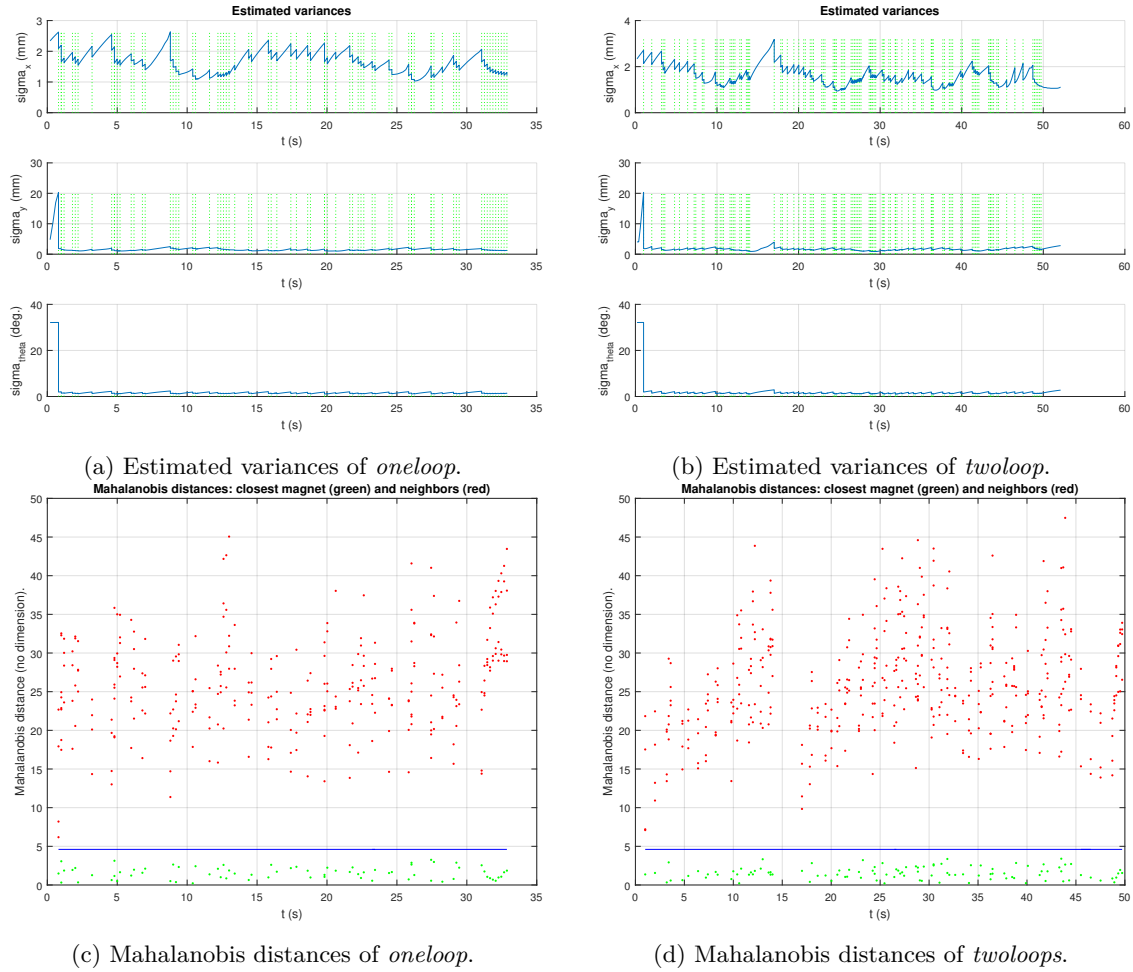 Estimated variances
sigma_x (mm)
0 1 2 3
0 5 10 15 20 25 30 35
t (s)
sigma_y (mm)
0 10 20 30
0 5 10 15 20 25 30 35
t (s)
sigma_theta (deg.)
0 20 40
0 5 10 15 20 25 30 35
t (s)
Estimated variances
sigma_x (mm)
0 2 4
0 10 20 30 40 50 60
t (s)
sigma_y (mm)
0 10 20 30
0 10 20 30 40 50 60
t (s)
sigma_theta (deg.)
0 20 40
0 10 20 30 40 50 60
t (s)
(a) Estimated variances of oneloop.
(b) Estimated variances of twoloop.
Mahalanobis distances: closest magnet (green) and neighbors (red)
Mahalanobis distance (no dimension).
0 5 10 15 20 25 30 35 40 45 50
0 5 10 15 20 25 30 35
t (s)
Mahalanobis distances: closest magnet (green) and neighbors (red)
Mahalanobis distance (no dimension).
0 5 10 15 20 25 30 35 40 45 50
0 5 10 15 20 25 30 35 40 45 50
t (s)
(c) Mahalanobis distances of oneloop.
(d) Mahalanobis distances of twoloops.